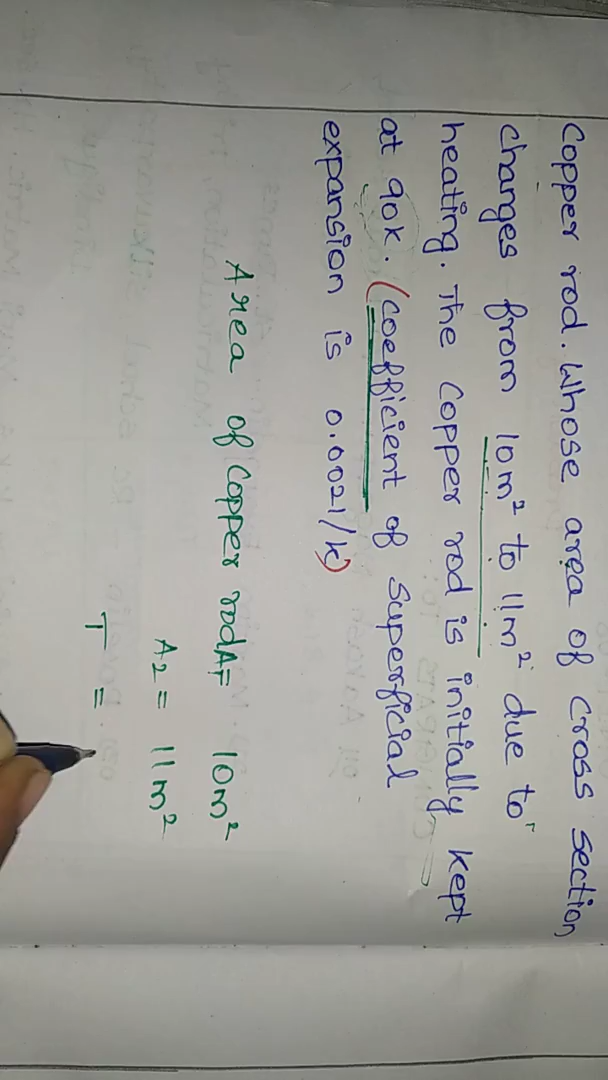 Copper rod. Whose area of cross section
changes from 10m² to 11m² due to
heating. The copper rod is initially kept
at 90K. (coefficient of superficial
expansion is 0.0021/K)
Area of Copper rod A₁= 10m²
A₂ = 11m²
T =